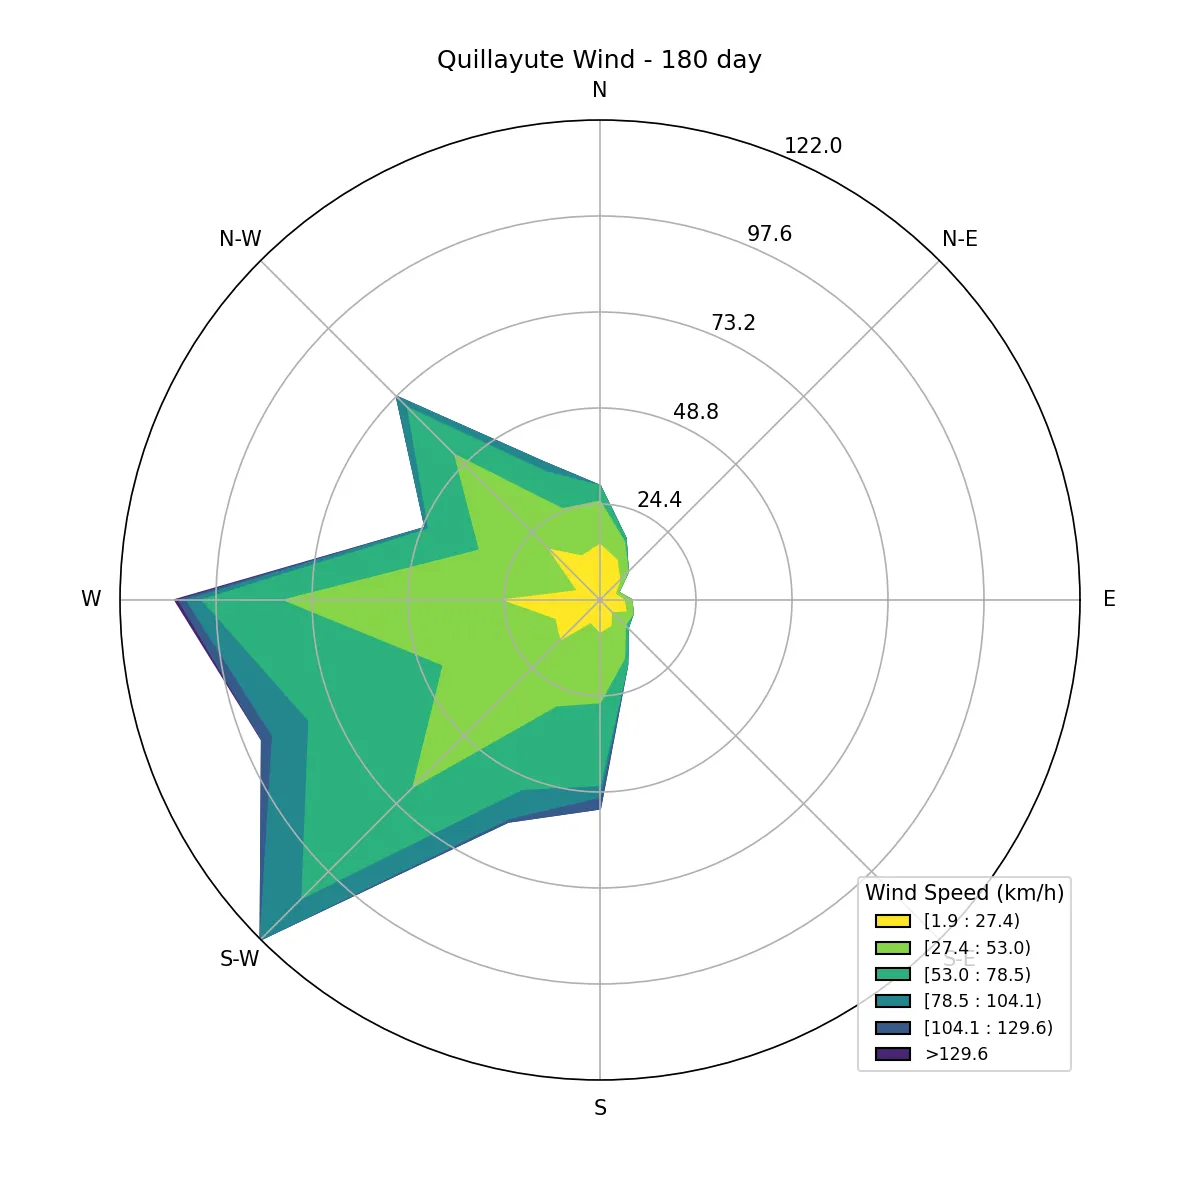 Quillayute Wind - 180 day
N
122.0
N-W
97.6
N-E
73.2
48.8
24.4
W
E
Wind Speed (km/h)
[1.9 : 27.4)
[27.4 : 53.0)
S-W
S-E
[53.0 : 78.5)
[78.5 : 104.1)
[104.1 : 129.6)
>129.6
S